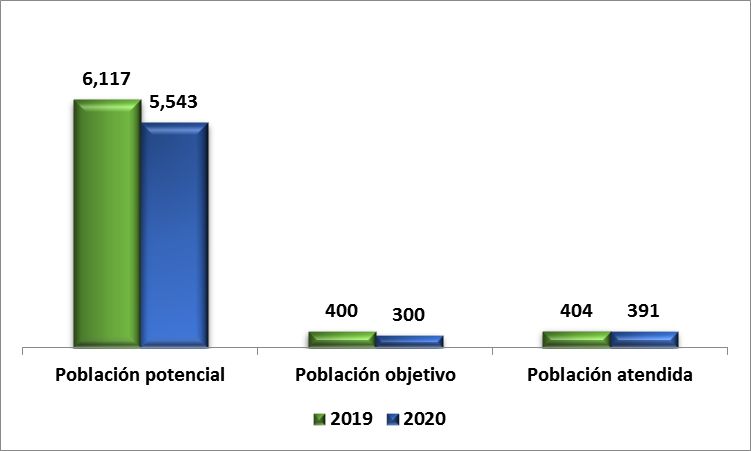 6,117
5,543
400
300
404
391
Población potencial
Población objetivo
Población atendida
2019
2020